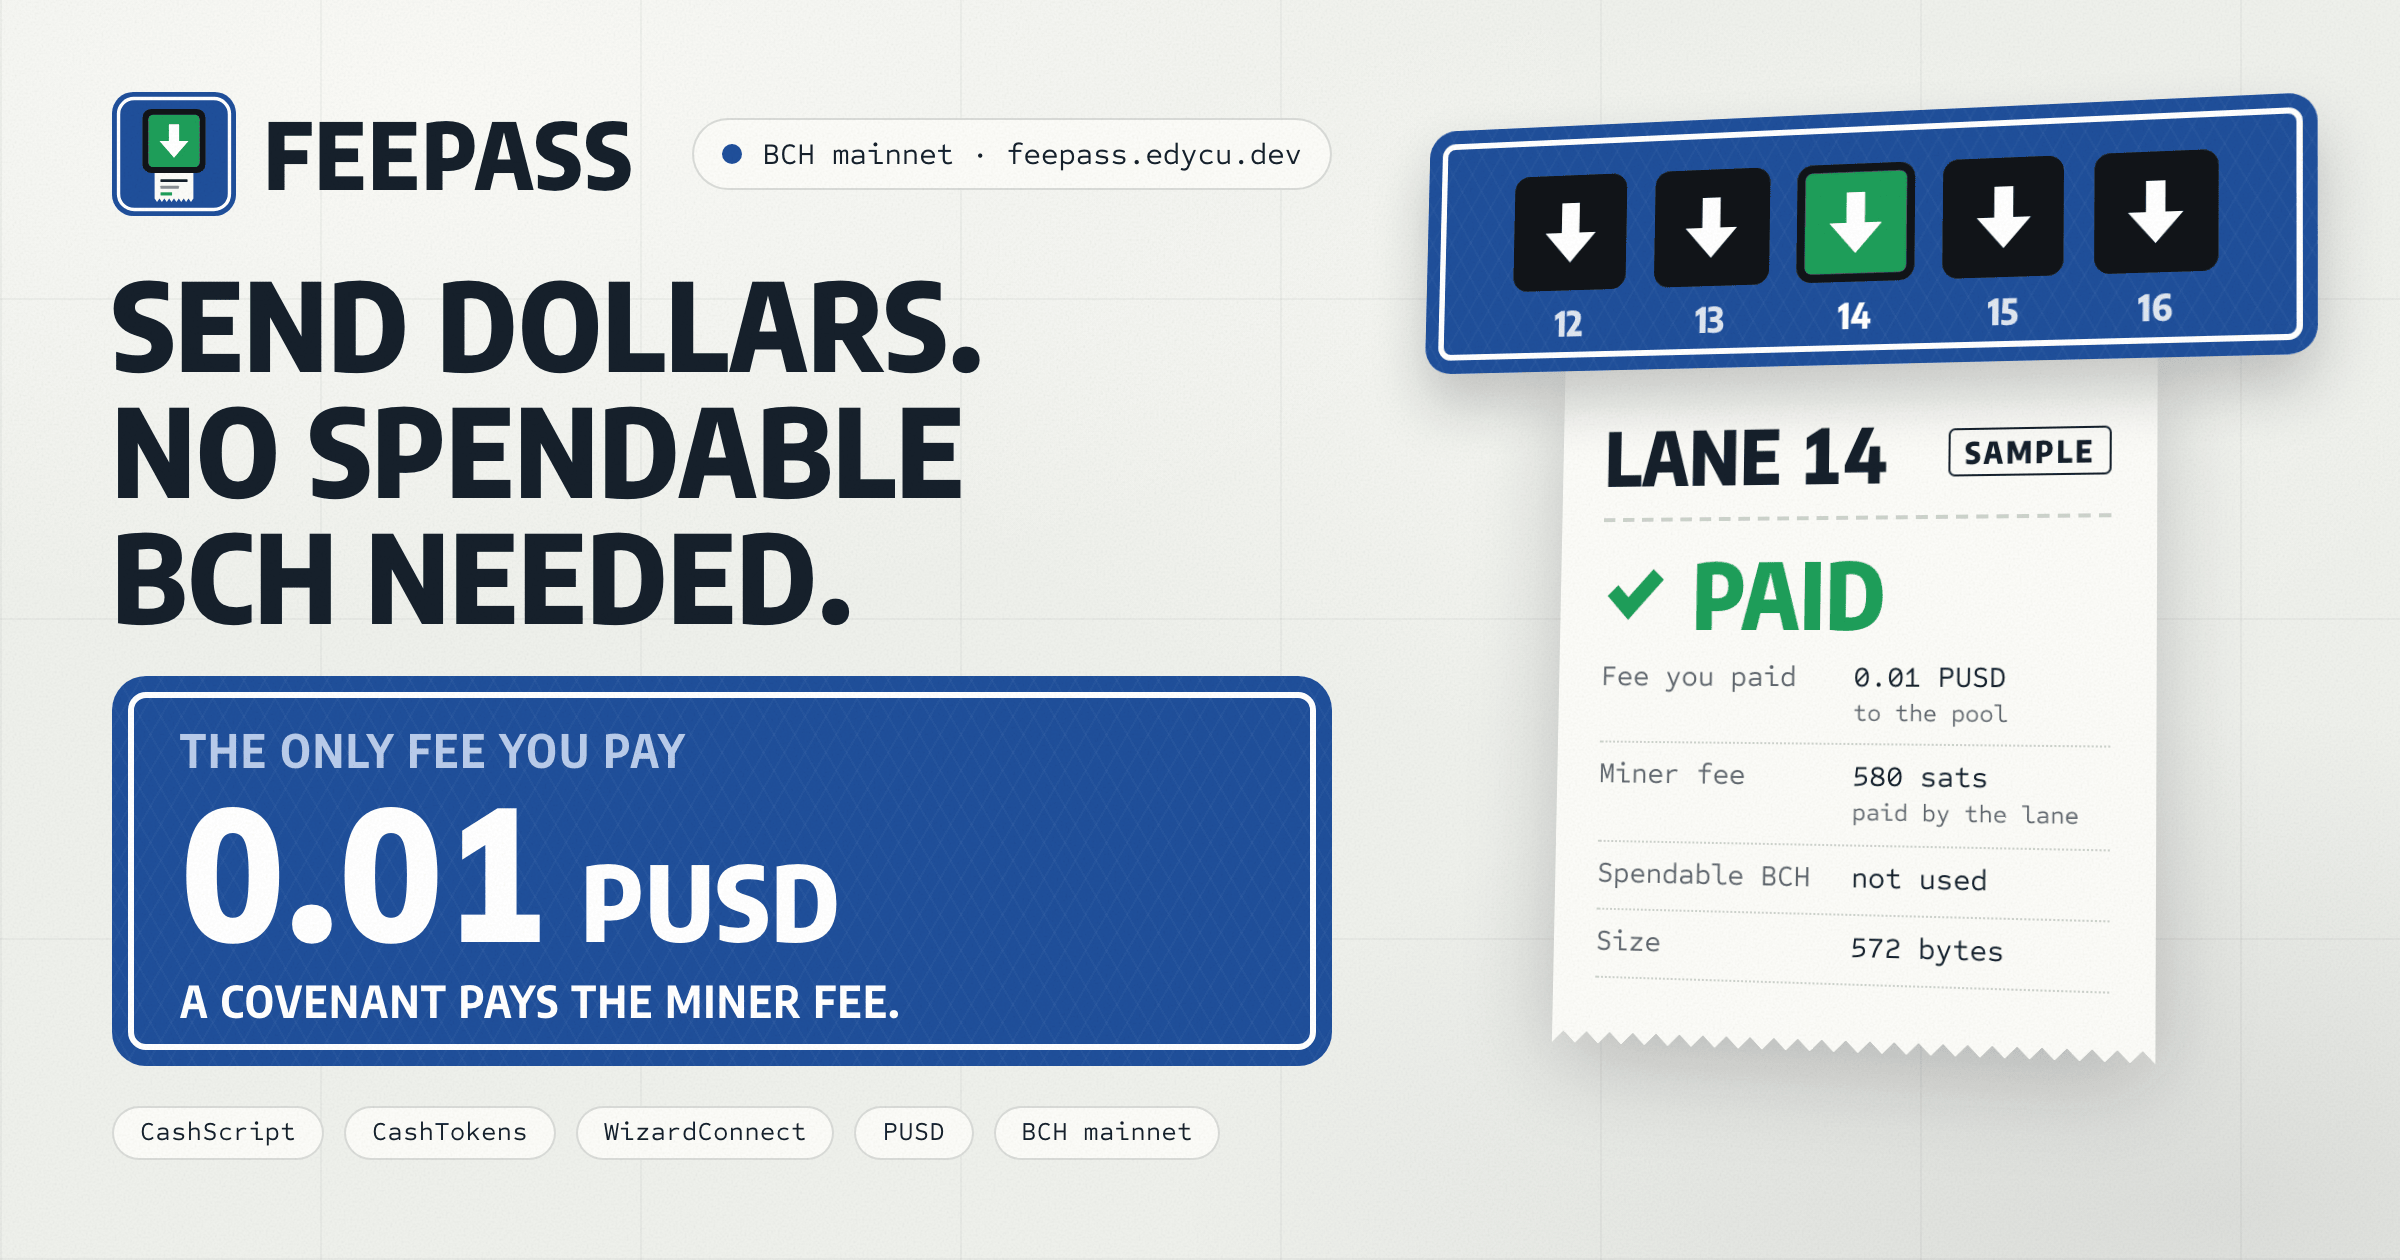 FEEPASS
BCH mainnet · feepass.edycu.dev
SEND DOLLARS.
NO SPENDABLE
BCH NEEDED.
THE ONLY FEE YOU PAY
0.01 PUSD
A COVENANT PAYS THE MINER FEE.
CashScript
CashTokens
WizardConnect
PUSD
BCH mainnet
12
13
14
15
16
LANE 14
SAMPLE
PAID
Fee you paid
0.01 PUSD
to the pool
Miner fee
580 sats
paid by the lane
Spendable BCH
not used
Size
572 bytes